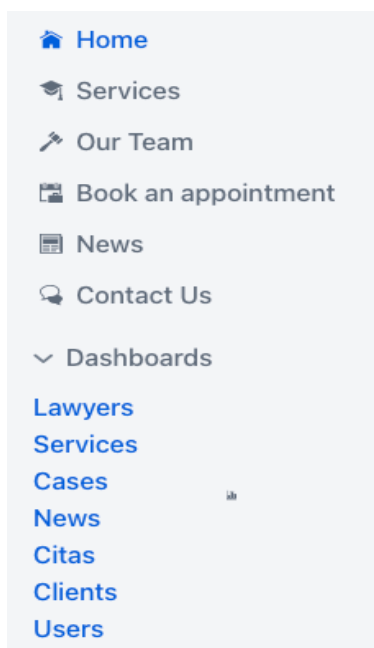 Home
Services
Our Team
Book an appointment
News
Contact Us
Dashboards
Lawyers
Services
Cases
News
Citas
Clients
Users